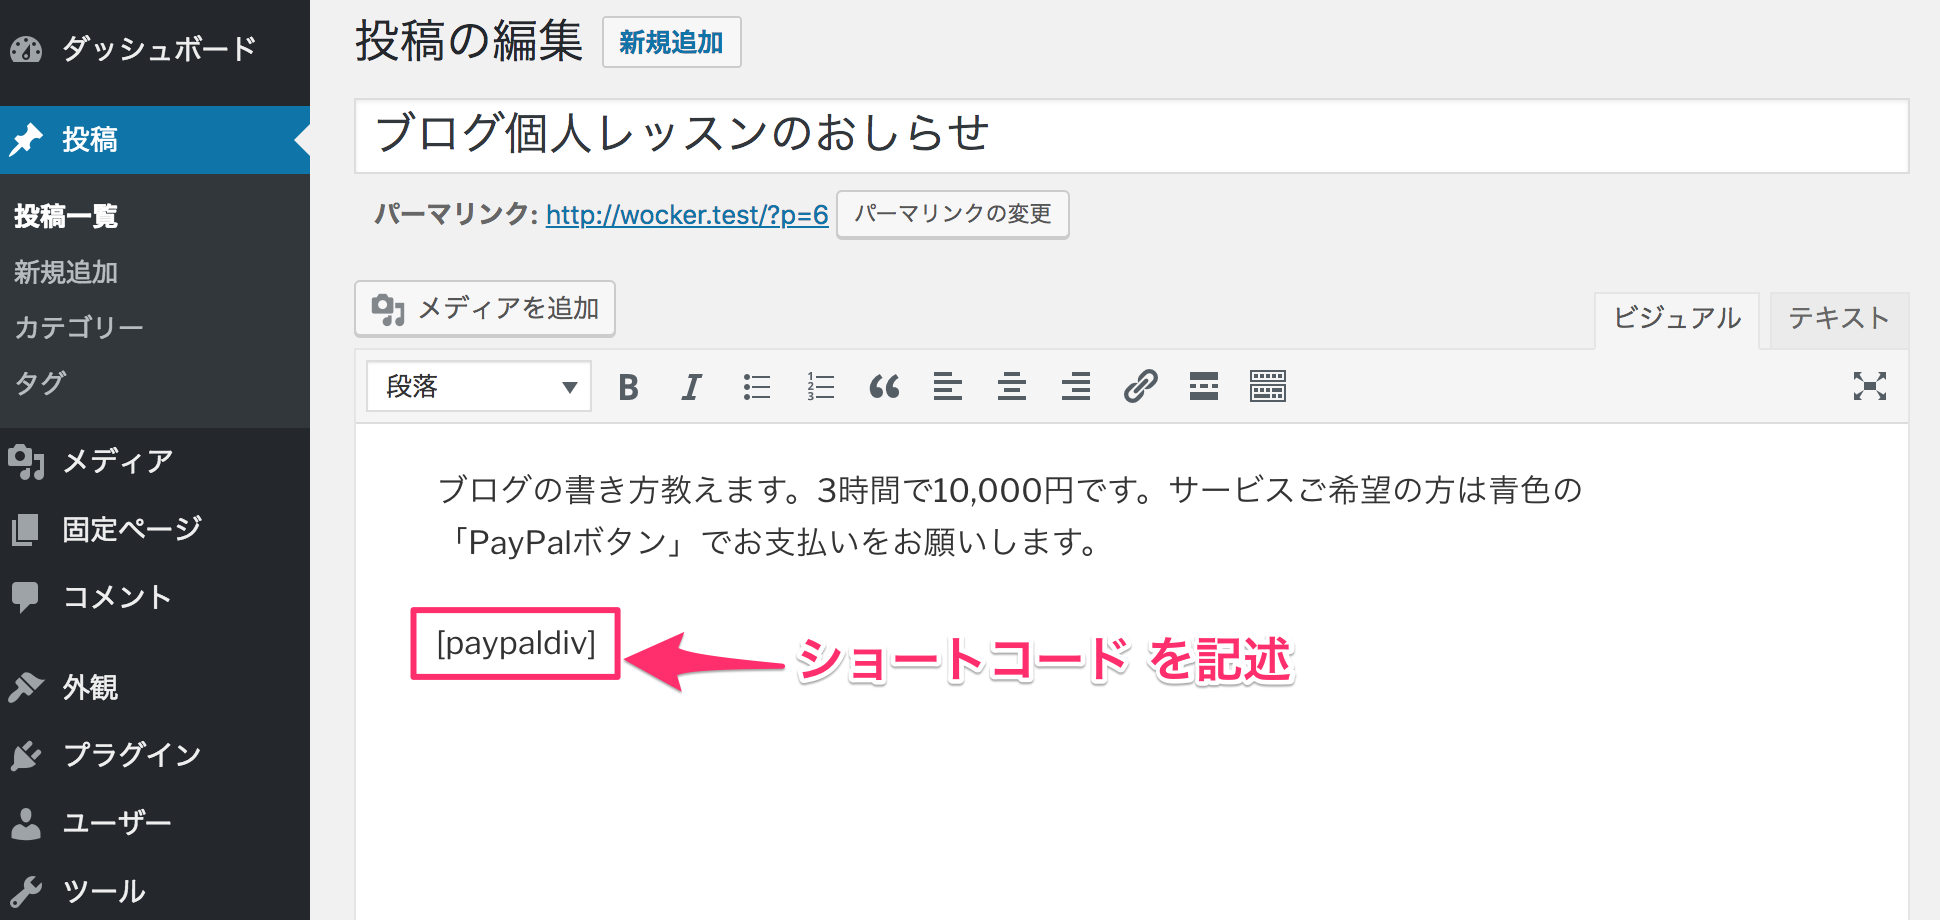 ダッシュボード
投稿
投稿一覧
新規追加
カテゴリー
タグ
メディア
固定ページ
コメント
外観
プラグイン
ユーザー
ツール
投稿の編集 新規追加
ブログ個人レッスンのおしらせ
パーマリンク: http://wocker.test/?p=6 パーマリンクの変更
メディアを追加
ビジュアル テキスト
段落
ブログの書き方教えます。3時間で10,000円です。サービスご希望の方は青色の
「PayPalボタン」でお支払いをお願いします。
[paypaldiv]
ショートコード を記述